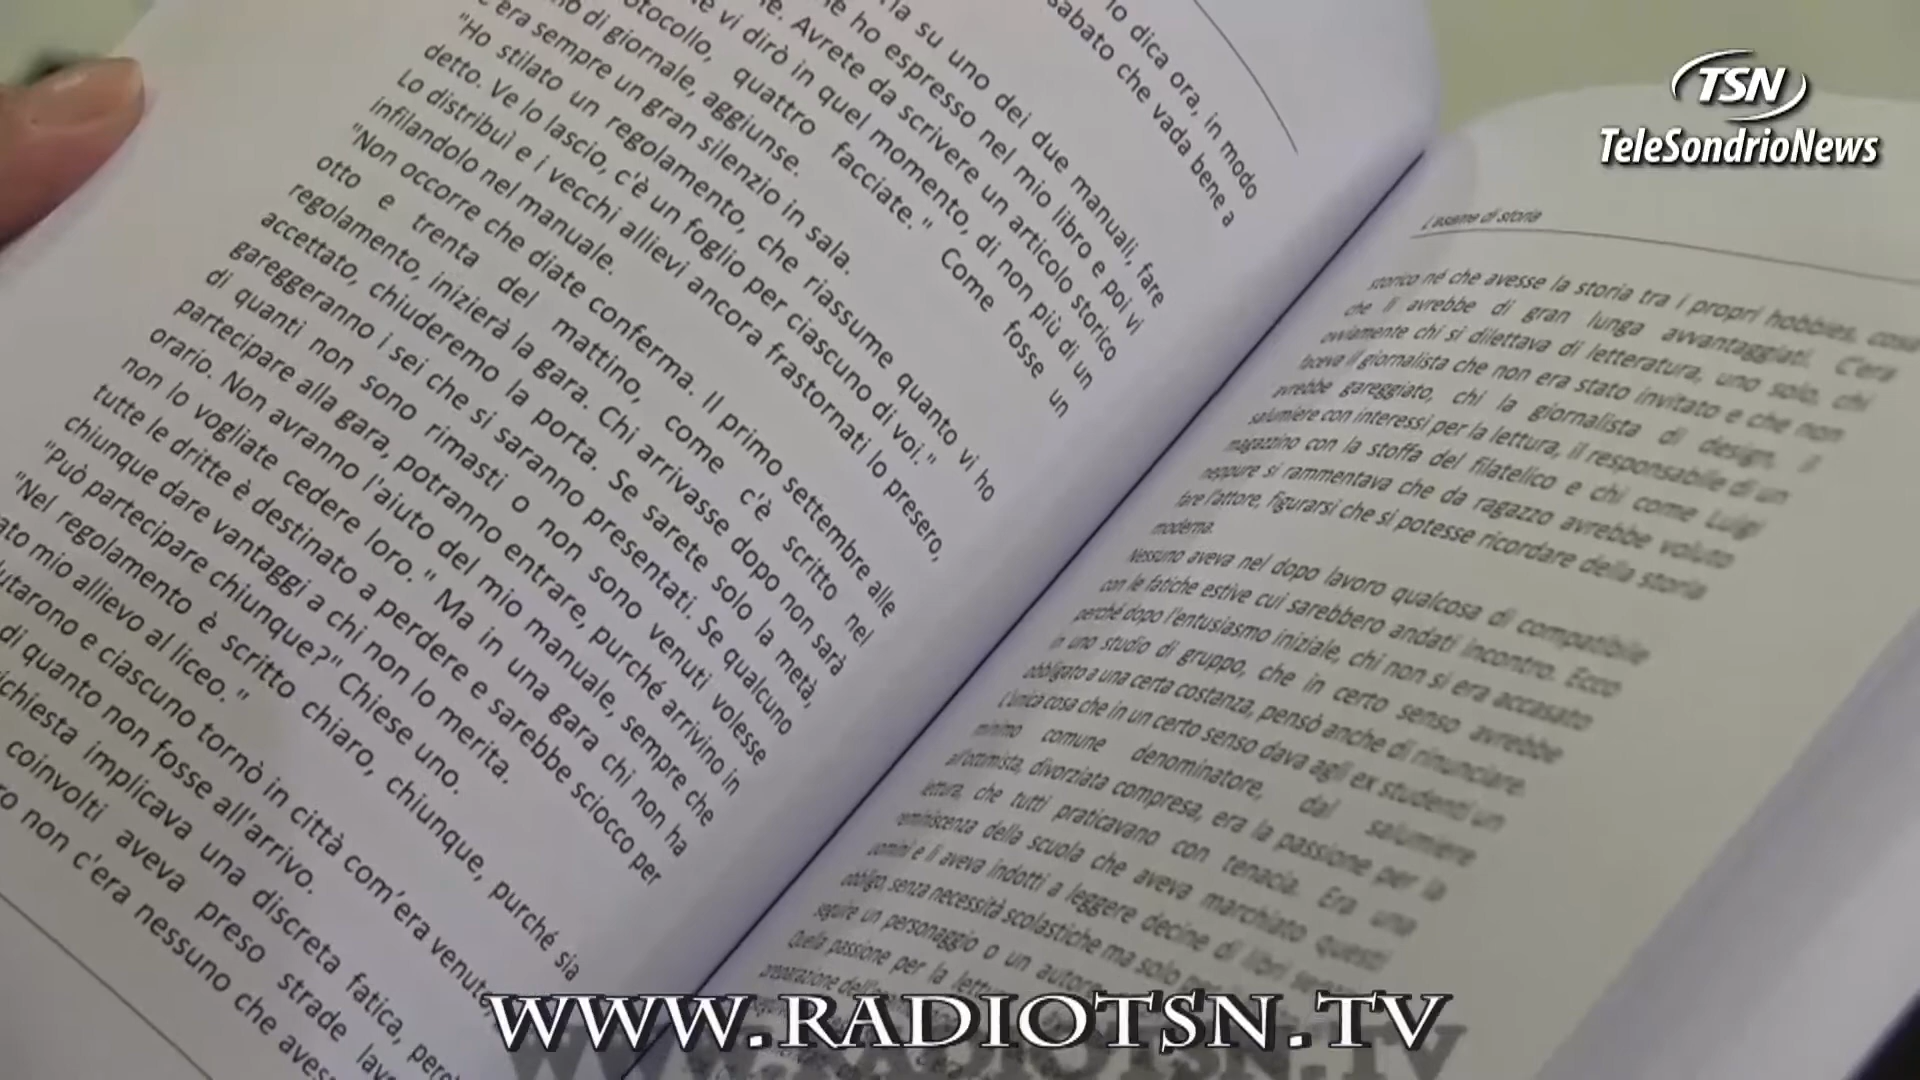 lo dica ora, in modo
sabato che vada bene a
su uno dei due manuali, fare
ho espresso nel mio libro e poi vi
Avrete da scrivere un articolo storico
vi dirò in quel momento, di non più di un
quattro facciate." Come fosse un
di giornale, aggiunse.
C'era sempre un gran silenzio in sala.
"Ho stilato un regolamento, che riassume quanto vi ho
detto. Ve lo lascio, c'è un foglio per ciascuno di voi."
Lo distribuì e i vecchi allievi ancora frastornati lo presero,
infilandolo nel manuale.
"Non occorre che diate conferma. Il primo settembre alle
otto e trenta del mattino, come c'è scritto nel
regolamento, inizierà la gara. Chi arrivasse dopo non sarà
accettato, chiuderemo la porta. Se sarete solo la metà,
gareggeranno i sei che si saranno presentati. Se qualcuno
di quanti non sono rimasti o non sono venuti volesse
partecipare alla gara, potranno entrare, purché arrivino in
orario. Non avranno l'aiuto del mio manuale, sempre che
non lo vogliate cedere loro." Ma in una gara chi non ha
tutte le dritte è destinato a perdere e sarebbe sciocco per
chiunque dare vantaggi a chi non lo merita.
"Può partecipare chiunque?" Chiese uno.
"Nel regolamento è scritto chiaro, chiunque, purché sia
mio allievo al liceo."
e ciascuno tornò in città com'era venuto,
di quanto non fosse all'arrivo.
implicava una discreta fatica,
coinvolti aveva preso strade
non c'era nessuno che
L'esame di storia
storico né che avesse la storia tra i propri hobbies, cosa
che li avrebbe di gran lunga avvantaggiati. C'era
ovviamente chi si dilettava di letteratura, uno solo, chi
faceva il giornalista che non era stato invitato e che non
avrebbe gareggiato, chi la giornalista di design, il
salumiere con interessi per la lettura, il responsabile di un
magazzino con la stoffa del filatelico e chi come Luigi
neppure si rammentava che da ragazzo avrebbe voluto
fare l'attore, figurarsi che si potesse ricordare della storia
moderna.
Nessuno aveva nel dopo lavoro qualcosa di compatibile
con le fatiche estive cui sarebbero andati incontro. Ecco
perché dopo l'entusiasmo iniziale, chi non si era accasato
in uno studio di gruppo, che in certo senso avrebbe
obbligato a una certa costanza, pensò anche di rinunciare.
L'unica cosa che in un certo senso dava agli ex studenti un
minimo comune denominatore, dal salumiere
all'ottimista, divorziata compresa, era la passione per la
lettura, che tutti praticavano con tenacia. Era una
reminiscenza della scuola che aveva marchiato questi
uomini e li aveva indotti a leggere decine di libri
obbligo, senza necessità scolastiche ma solo
seguire un personaggio o un autore
Quella passione per la
TSN
TeleSondrioNews
WWW.RADIOTSN.TV